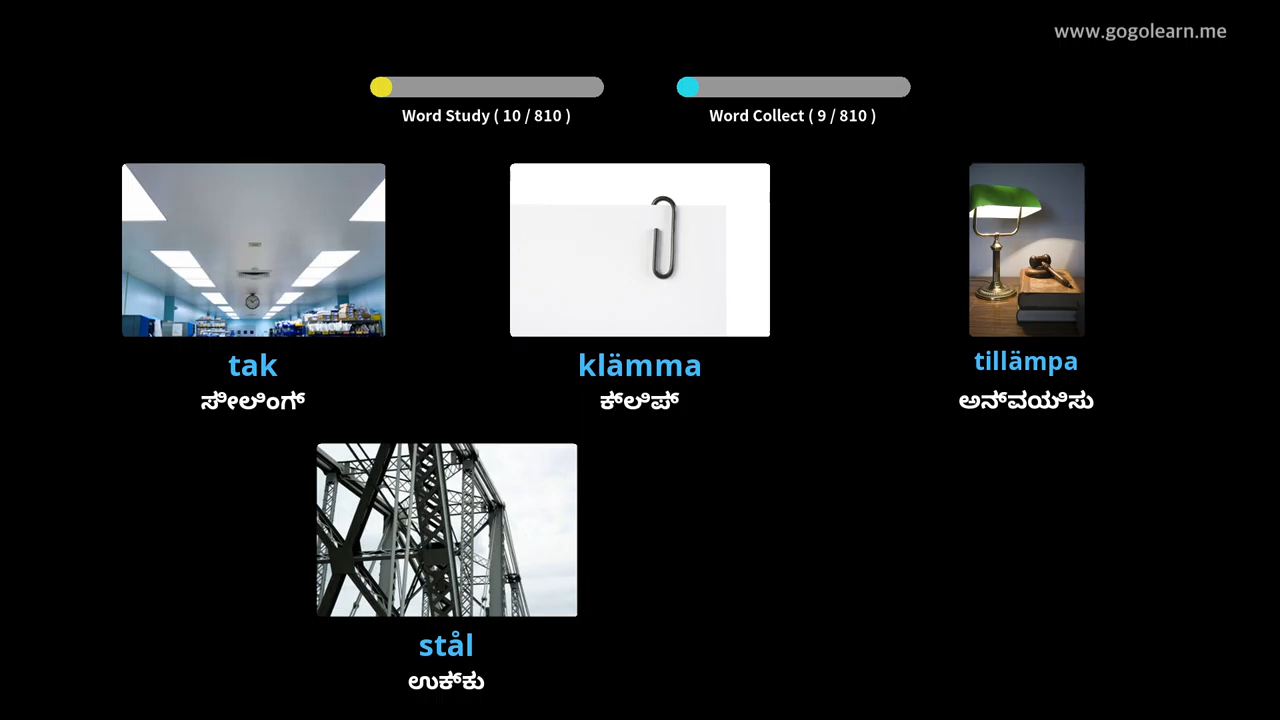 www.gogolearn.me
Word Study ( 10 / 810 )
Word Collect ( 9 / 810 )
tak
ಸೀಲಿಂಗ್
klämma
ಕ್ಲಿಪ್
tillämpa
ಅನ್ವಯಿಸು
stål
ಉಕ್ಕು